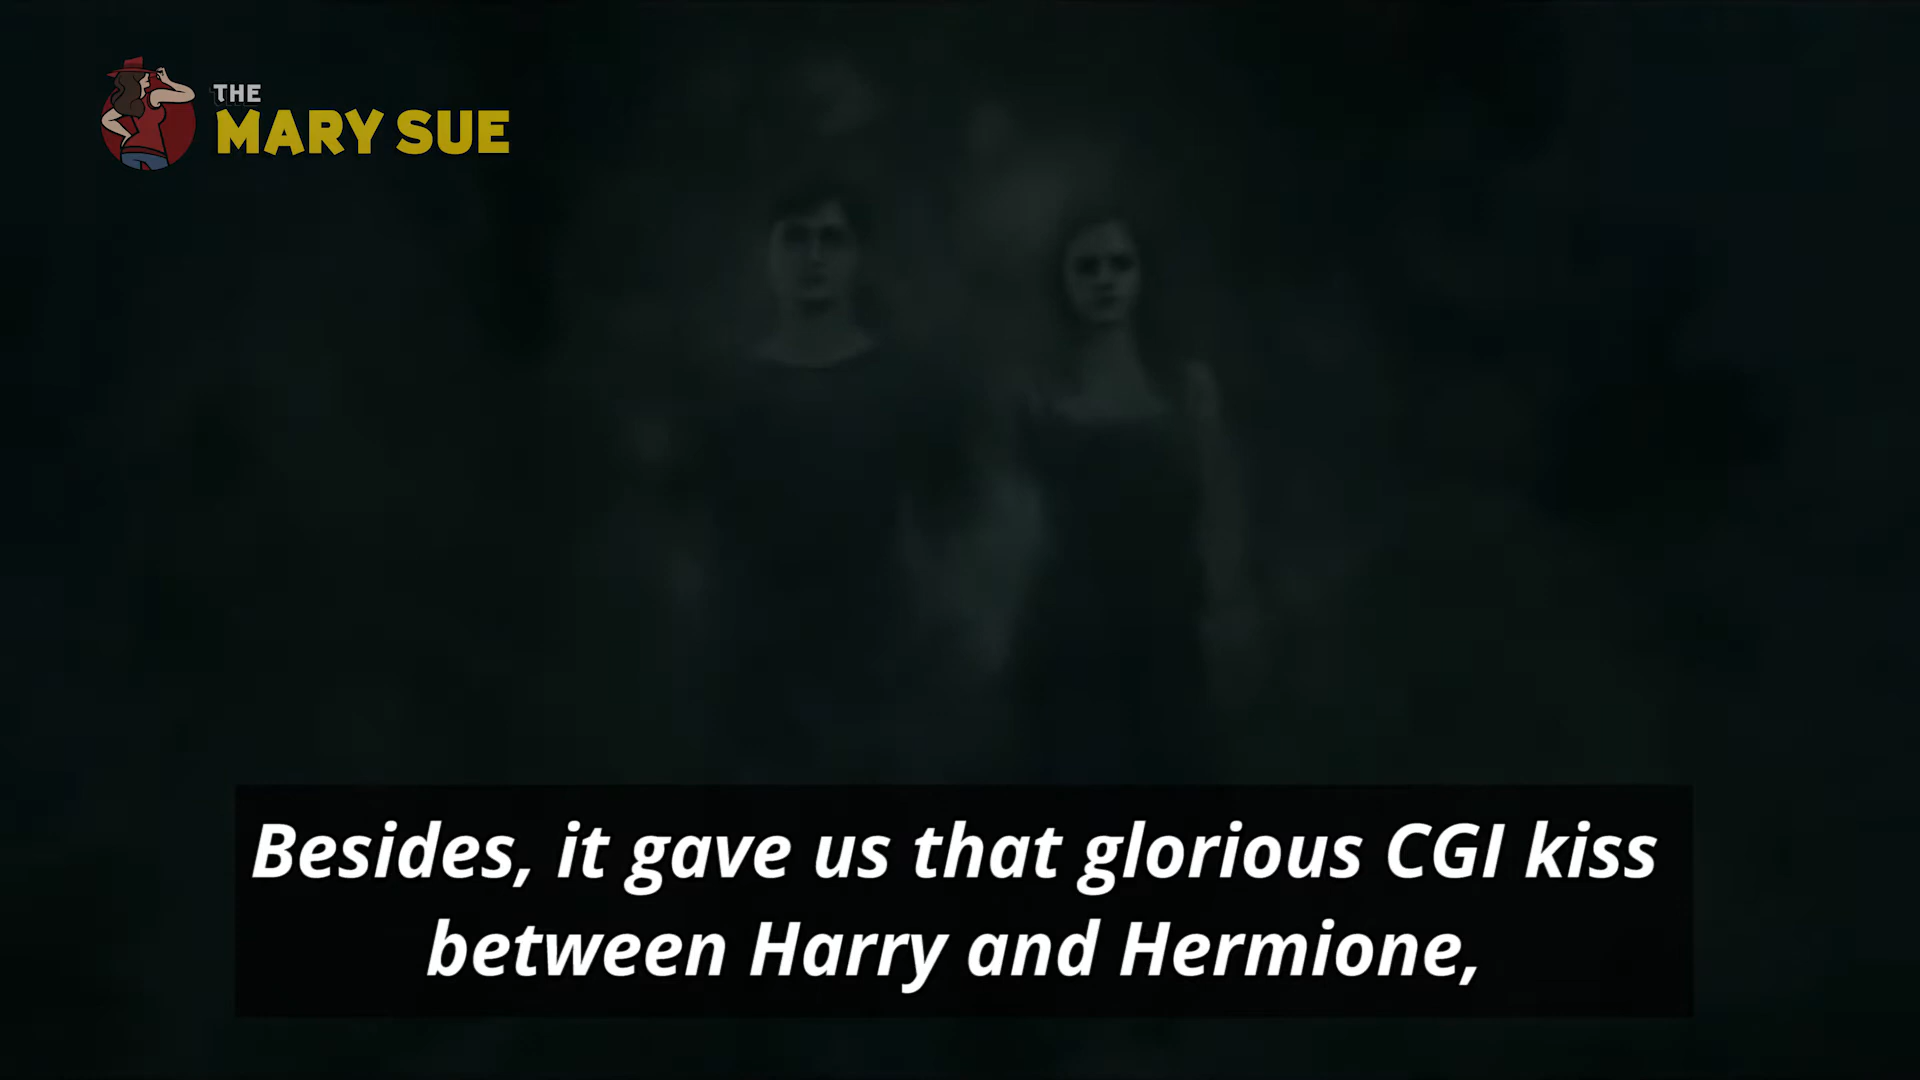 THE
MARY SUE
Besides, it gave us that glorious CGI kiss
between Harry and Hermione,